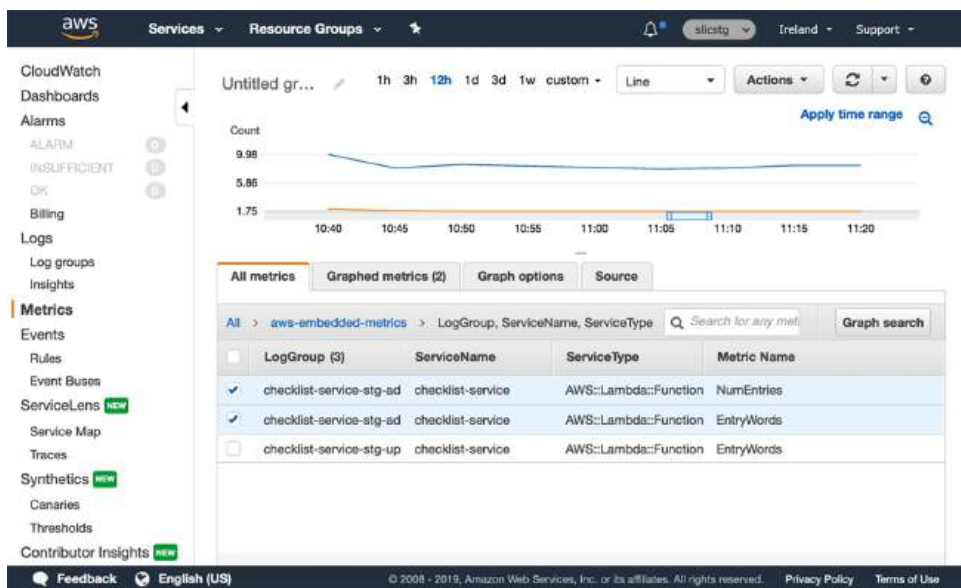 aws
Services
Resource Groups
slicstg
Ireland
Support
CloudWatch
Dashboards
Alarms
ALARM 0
INSUFFICIENT 0
OK 0
Billing
Logs
Log groups
Insights
Metrics
Events
Rules
Event Buses
ServiceLens NEW
Service Map
Traces
Synthetics NEW
Canaries
Thresholds
Contributor Insights NEW
Untitled gr...
1h 3h 12h 1d 3d 1w custom
Line
Actions
Apply time range
Count
9.98
5.86
1.75
10:40 10:45 10:50 10:55 11:00 11:05 11:10 11:15 11:20
All metrics
Graphed metrics (2)
Graph options
Source
All > aws-embedded-metrics > LogGroup, ServiceName, ServiceType
Search for any met
Graph search
LogGroup (3) ServiceName ServiceType Metric Name
checklist-service-stg-ad checklist-service AWS::Lambda::Function NumEntries
checklist-service-stg-ad checklist-service AWS::Lambda::Function EntryWords
checklist-service-stg-up checklist-service AWS::Lambda::Function EntryWords
Feedback
English (US)
© 2008 - 2019, Amazon Web Services, Inc. or its affiliates. All rights reserved.
Privacy Policy
Terms of Use